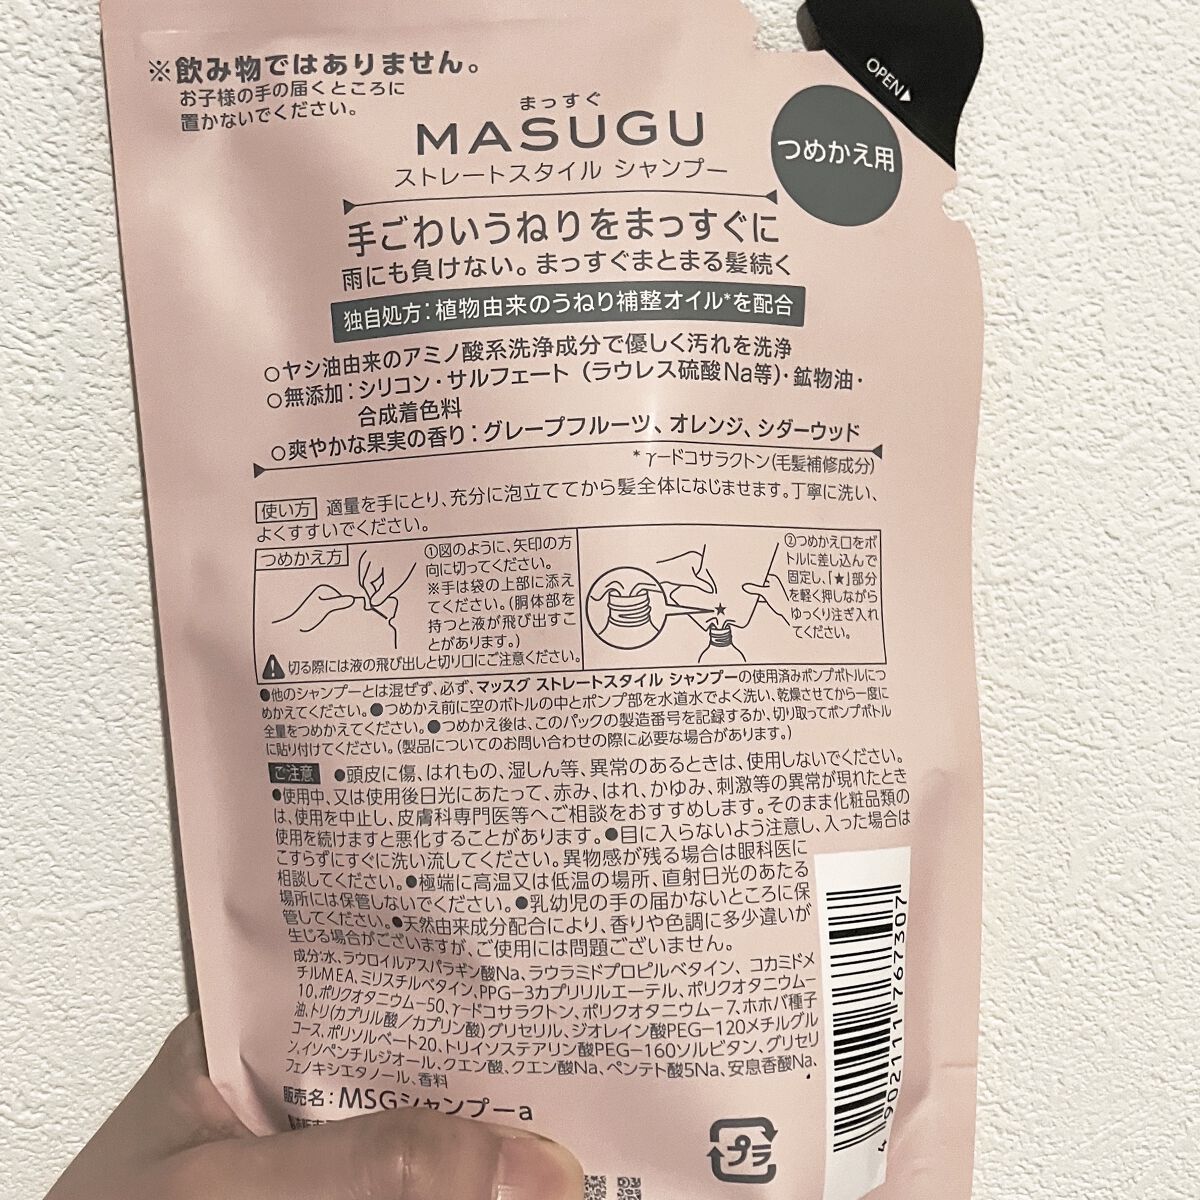 ※飲み物ではありません。
お子様の手の届くところに
置かないでください。
OPEN
つめかえ用
まっすぐ
MASUGU
ストレートスタイル シャンプー
手ごわいうねりをまっすぐに
雨にも負けない。まっすぐまとまる髪続く
独自処方:植物由来のうねり補整オイル*を配合
○ヤシ油由来のアミノ酸系洗浄成分で優しく汚れを洗浄
○無添加:シリコン・サルフェート(ラウレス硫酸Na等)・鉱物油・
合成着色料
○爽やかな果実の香り:グレープフルーツ、オレンジ、シダーウッド
*γードコサラクトン(毛髪補修成分)
使い方 適量を手にとり、充分に泡立ててから髪全体になじませます。丁寧に洗い、
よくすすいでください。
つめかえ方
①図のように、矢印の方
向に切ってください。
※手は袋の上部に添え
てください。(胴体部を
持つと液が飛び出すこ
とがあります。)
切る際には液の飛び出しと切り口にご注意ください。
②つめかえ口をボ
トルに差し込んで
固定し、「★」部分
を軽く押しながら
ゆっくり注ぎ入れ
てください。
★
●他のシャンプーとは混ぜず、必ず、マッスグ ストレートスタイル シャンプーの使用済みポンプボトルにつ
めかえてください。●つめかえ前に空のボトルの中とポンプ部を水道水でよく洗い、乾燥させてから一度に
全量をつめかえてください。●つめかえ後は、このパックの製造番号を記録するか、切り取ってポンプボトル
に貼り付けてください。(製品についてのお問い合わせの際に必要な場合があります。)
ご注意 ●頭皮に傷、はれもの、湿しん等、異常のあるときは、使用しないでください。
●使用中、又は使用後日光にあたって、赤み、はれ、かゆみ、刺激等の異常が現れたとき
は、使用を中止し、皮膚科専門医等へご相談をおすすめします。そのまま化粧品類の
使用を続けますと悪化することがあります。●目に入らないよう注意し、入った場合は
こすらずにすぐに洗い流してください。異物感が残る場合は眼科医に
相談してください。●極端に高温又は低温の場所、直射日光のあたる
場所には保管しないでください。●乳幼児の手の届かないところに保
管してください。●天然由来成分配合により、香りや色調に多少違いが
生じる場合がございますが、ご使用には問題ございません。
成分:水、ラウロイルアスパラギン酸Na、ラウラミドプロピルベタイン、コカミドメ
チルMEA、ミリスチルベタイン、PPG-3カプリリルエーテル、ポリクオタニウム-
10、ポリクオタニウム-50、γードコサラクトン、ポリクオタニウム-7、ホホバ種子
油、トリ(カプリル酸/カプリン酸)グリセリル、ジオレイン酸PEG-120メチルグル
コース、ポリソルベート20、トリイソステアリン酸PEG-160ソルビタン、グリセリ
ン、イソペンチルジオール、クエン酸、クエン酸Na、ペンテト酸5Na、安息香酸Na、
フェノキシエタノール、香料
販売名:MSGシャンプーa
プラ
4 902111 767307